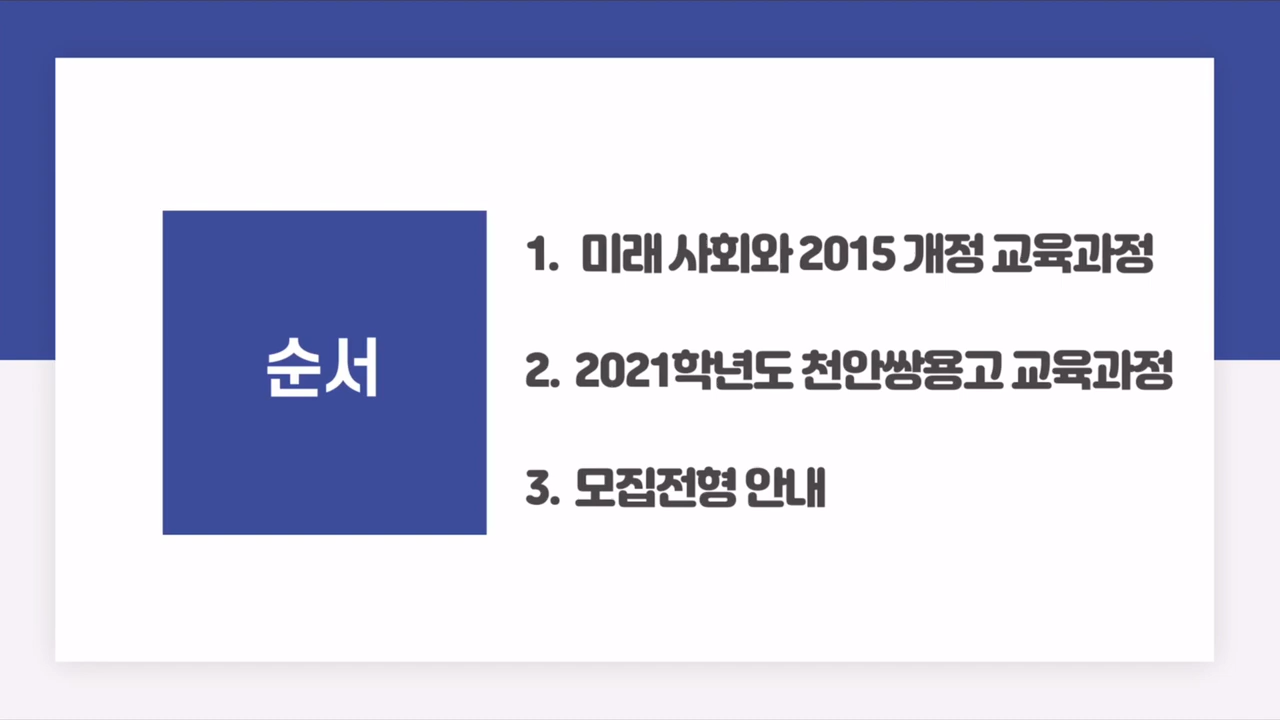 순서
1. 미래 사회와 2015 개정 교육과정
2. 2021학년도 천안쌍용고 교육과정
3. 모집전형 안내